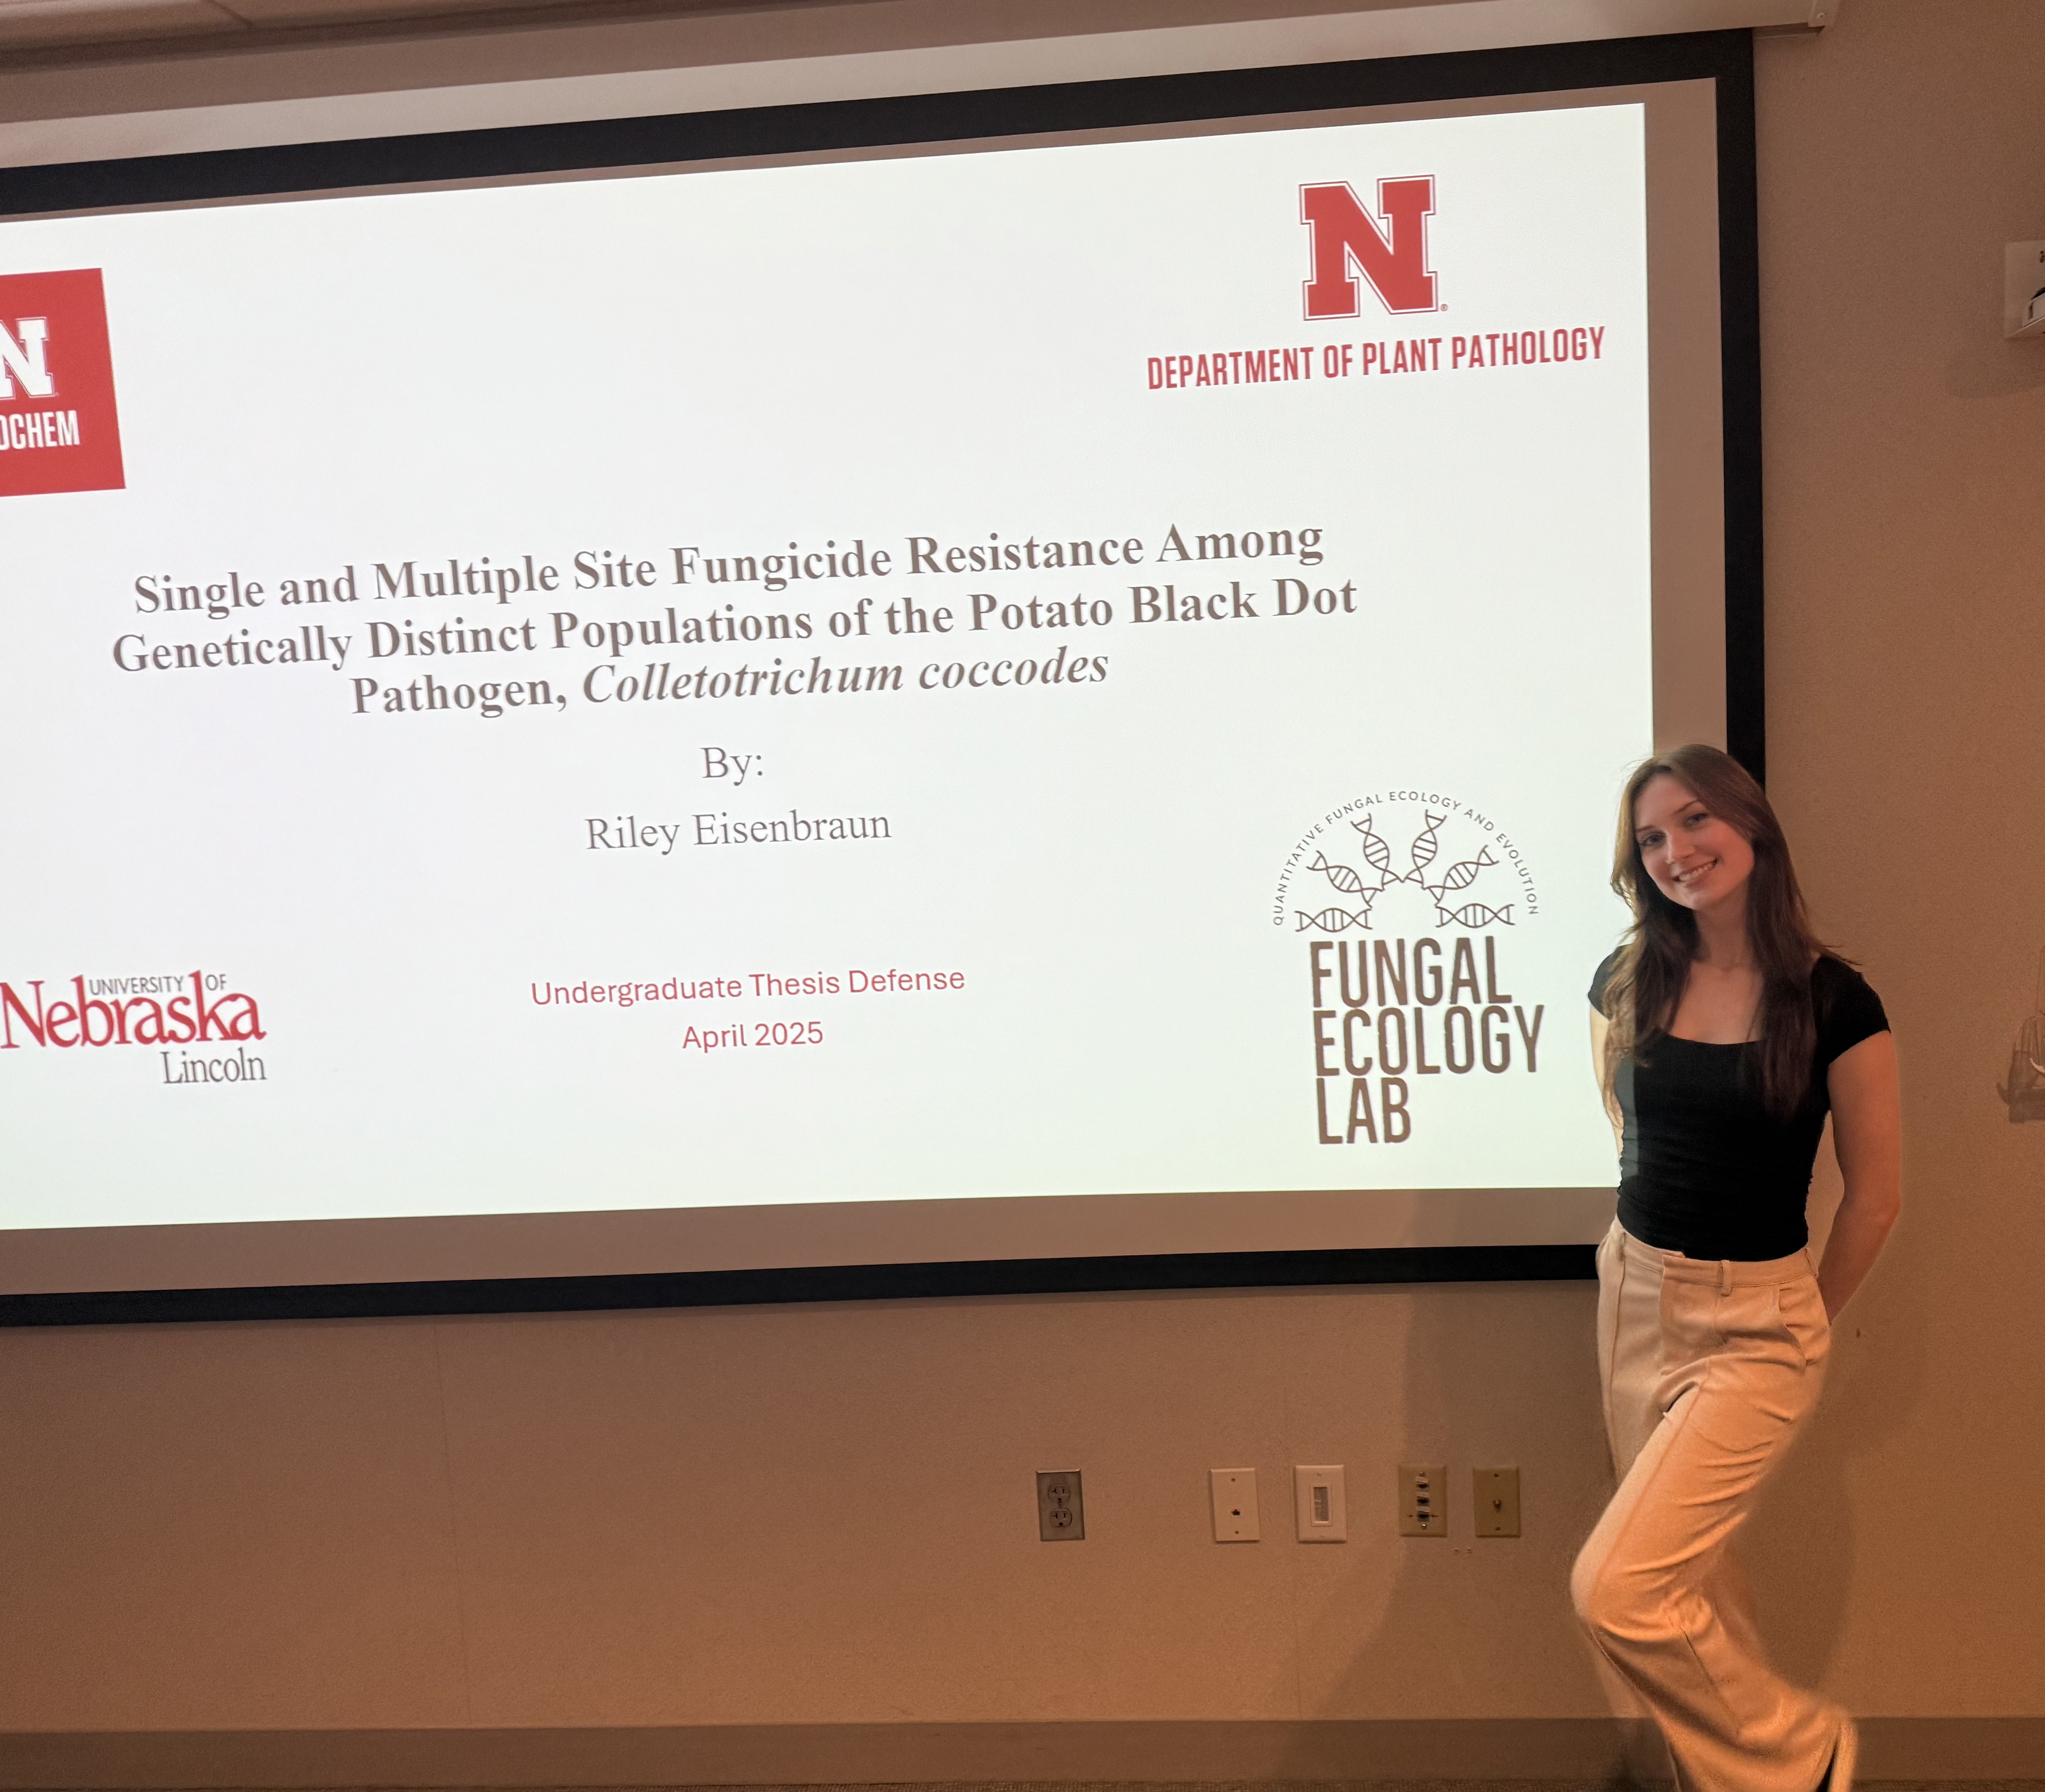 N
OCHEM
N
DEPARTMENT OF PLANT PATHOLOGY
Single and Multiple Site Fungicide Resistance Among
Genetically Distinct Populations of the Potato Black Dot
Pathogen, Colletotrichum coccodes
By:
Riley Eisenbraun
UNIVERSITY OF
Nebraska
Lincoln
Undergraduate Thesis Defense
April 2025
QUANTITATIVE FUNGAL ECOLOGY AND EVOLUTION
FUNGAL
ECOLOGY
LAB